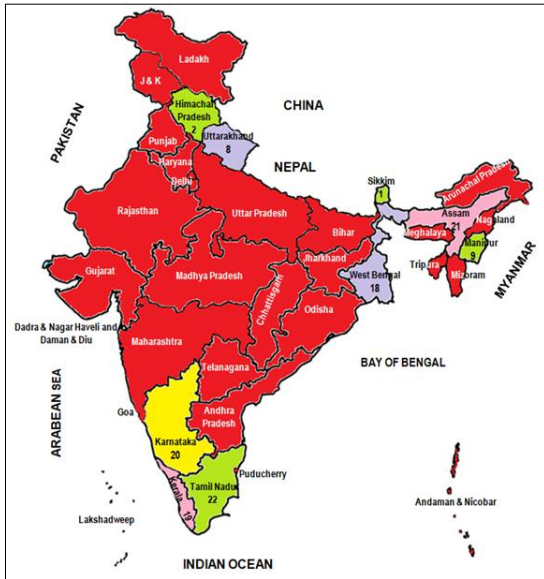 Ladakh
J & K
Himachal
Pradesh
2
CHINA
PAKISTAN
Punjab
Uttarakhand
8
Haryana
Delhi
NEPAL
Sikkim
1
Arunachal Pradesh
Rajasthan
Uttar Pradesh
Assam
21
Nagaland
Bihar
Meghalaya
Manipur
9
Gujarat
Madhya Pradesh
Jharkhand
Tripura
Mizoram
MYANMAR
West Bengal
18
Chhattisgarh
Odisha
Dadra & Nagar Haveli and
Daman & Diu
Maharashtra
Telanagana
BAY OF BENGAL
ARABEAN SEA
Goa
Andhra
Pradesh
Karnataka
20
Puducherry
Kerala
19
Tamil Nadu
22
Lakshadweep
Andaman & Nicobar
INDIAN OCEAN